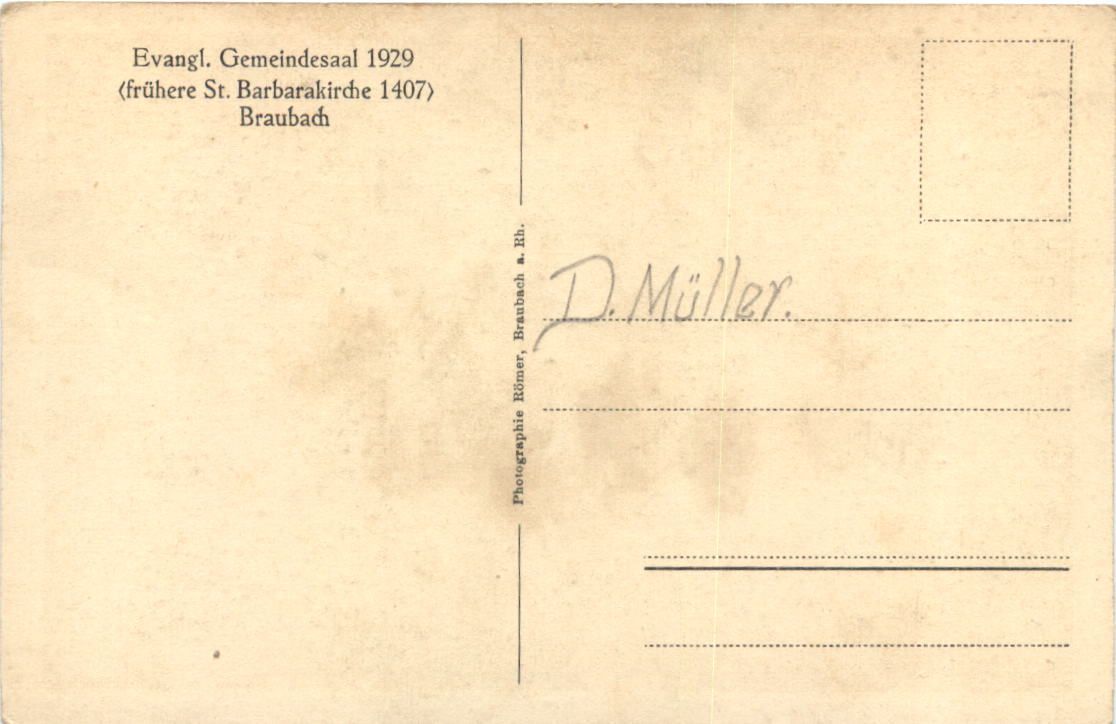 Evangl. Gemeindesaal 1929
(frühere St. Barbarakirche 1407)
Braubach
Photographie Römer, Braubach a. Rh.
D. Müller.